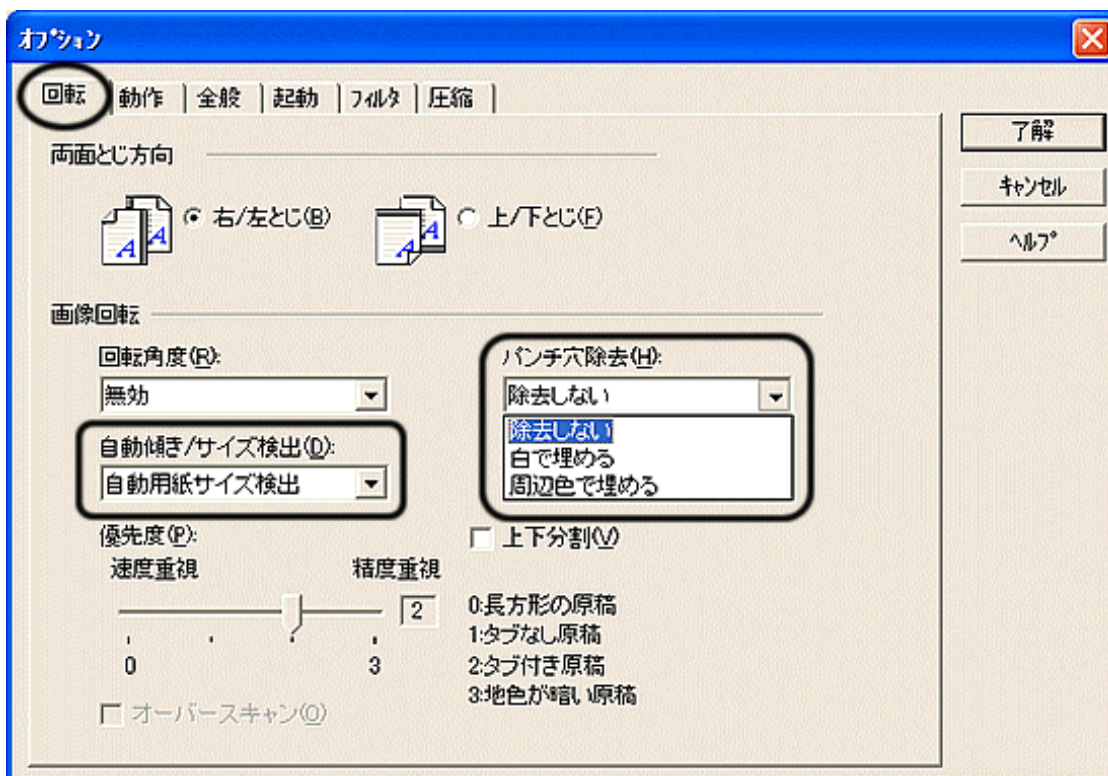 オプション
回転 動作 全般 起動 フィルタ 圧縮
了解
キャンセル
ヘルプ
両面とじ方向
A A 右/左とじ(B) A A 上/下とじ(F)
画像回転
回転角度(R): パンチ穴除去(H):
無効 除去しない
除去しない
白で埋める
周辺色で埋める
自動傾き/サイズ検出(D):
自動用紙サイズ検出
優先度(P): 上下分割(V)
速度重視 精度重視
2
0 3
0:長方形の原稿
1:タブなし原稿
2:タブ付き原稿
3:地色が暗い原稿
オーバースキャン(O)